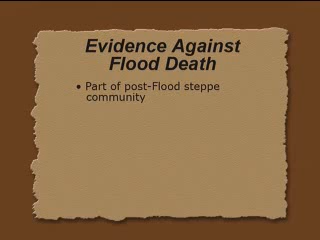 Evidence Against
Flood Death
• Part of post-Flood steppe
community